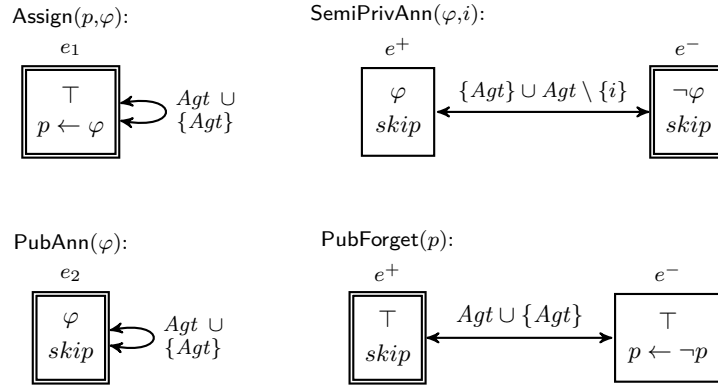 Assign(p,φ):
SemiPrivAnn(φ,i):
e₁
e⁺
e⁻
⊤
p ← φ
Agt ∪
{Agt}
φ
skip
{Agt} ∪ Agt \ {i}
¬φ
skip
PubAnn(φ):
PubForget(p):
e₂
e⁺
e⁻
φ
skip
Agt ∪
{Agt}
⊤
skip
Agt ∪ {Agt}
⊤
p ← ¬p